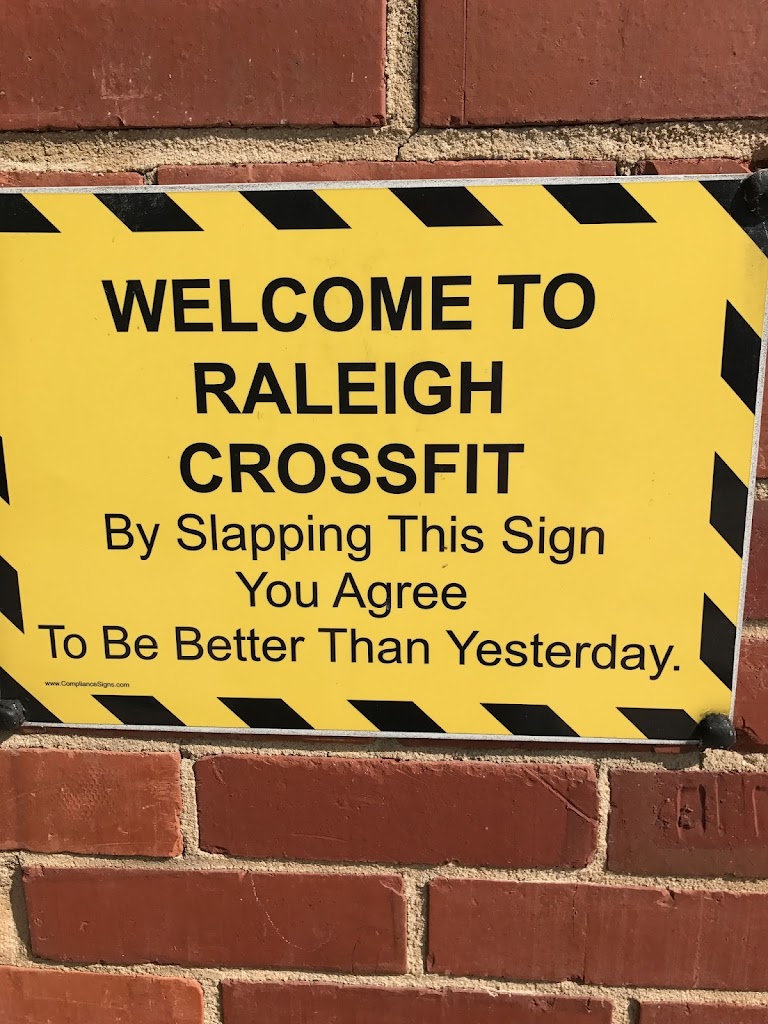 WELCOME TO
RALEIGH
CROSSFIT
By Slapping This Sign
You Agree
To Be Better Than Yesterday.
www.ComplianceSigns.com